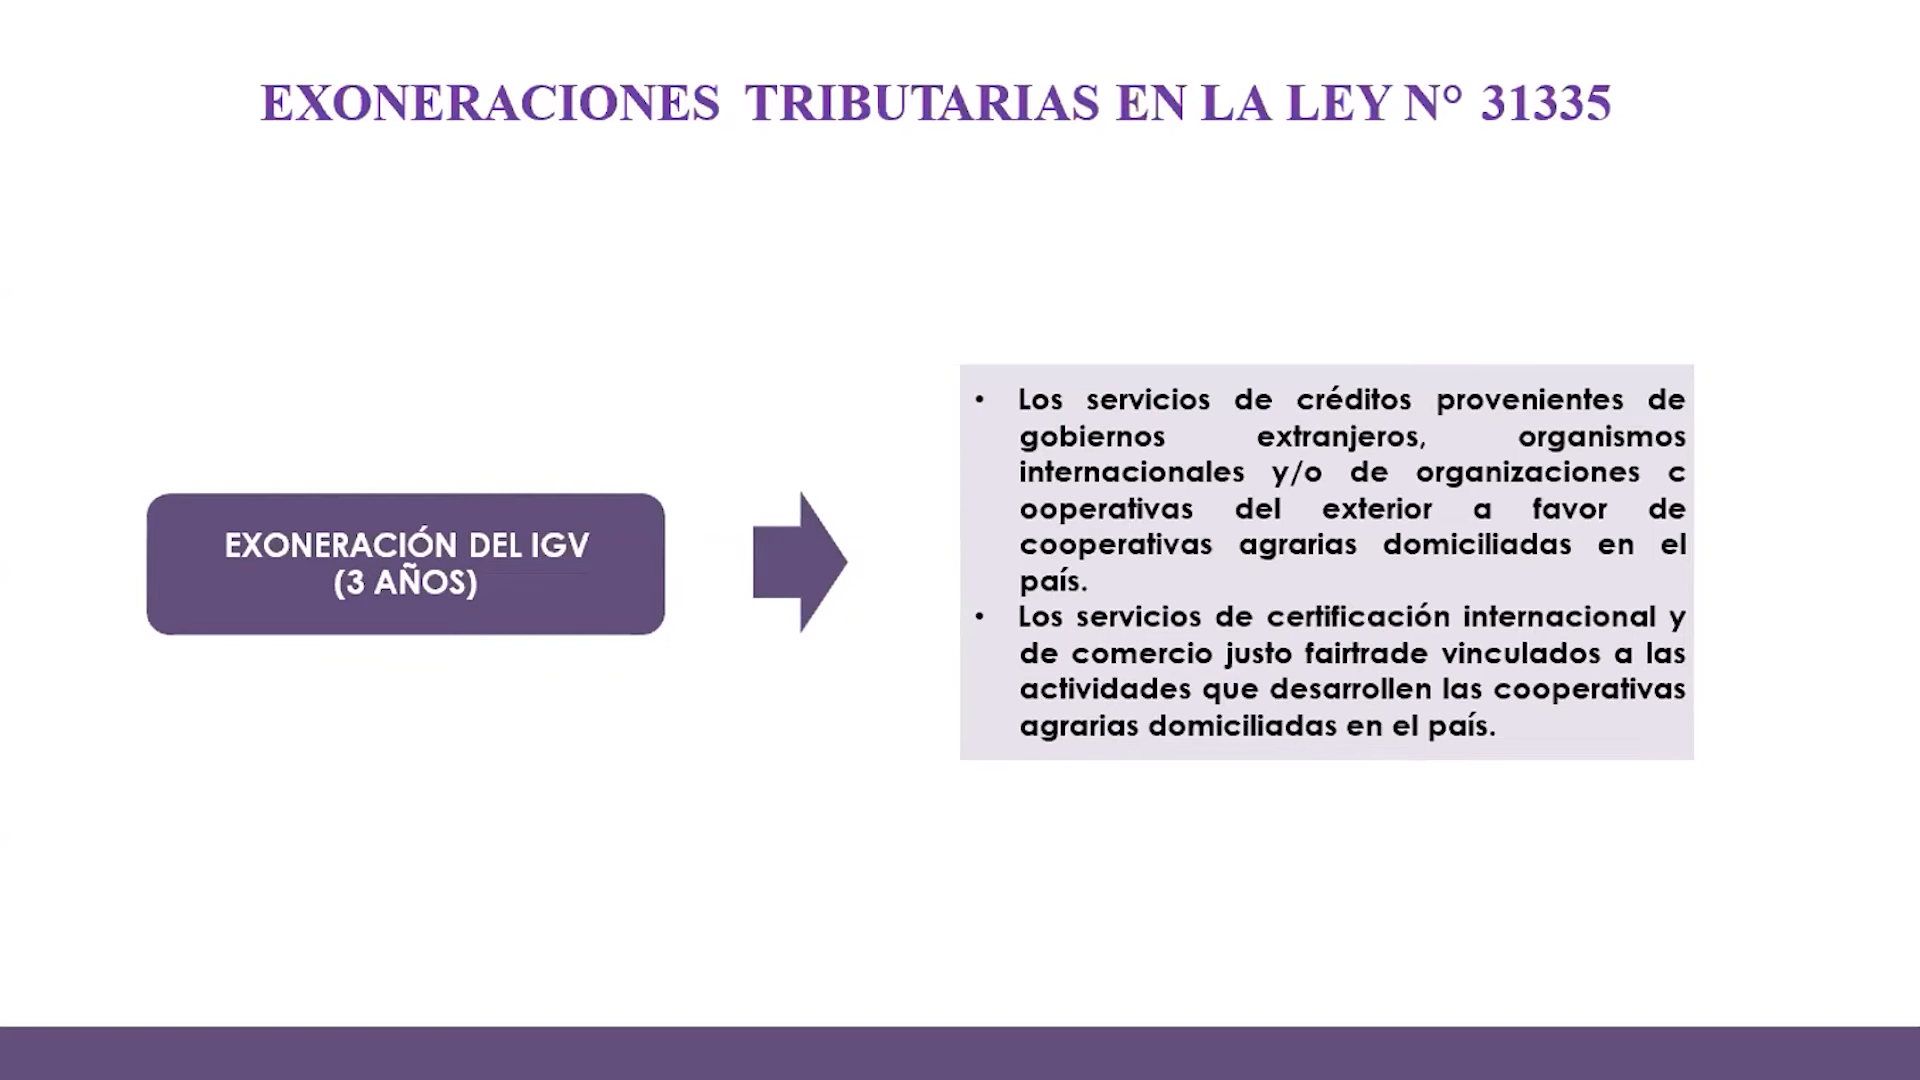 EXONERACIONES TRIBUTARIAS EN LA LEY N° 31335
EXONERACIÓN DEL IGV
(3 AÑOS)
• Los servicios de créditos provenientes de
gobiernos extranjeros, organismos
internacionales y/o de organizaciones c
ooperativas del exterior a favor de
cooperativas agrarias domiciliadas en el
país.
• Los servicios de certificación internacional y
de comercio justo fairtrade vinculados a las
actividades que desarrollen las cooperativas
agrarias domiciliadas en el país.